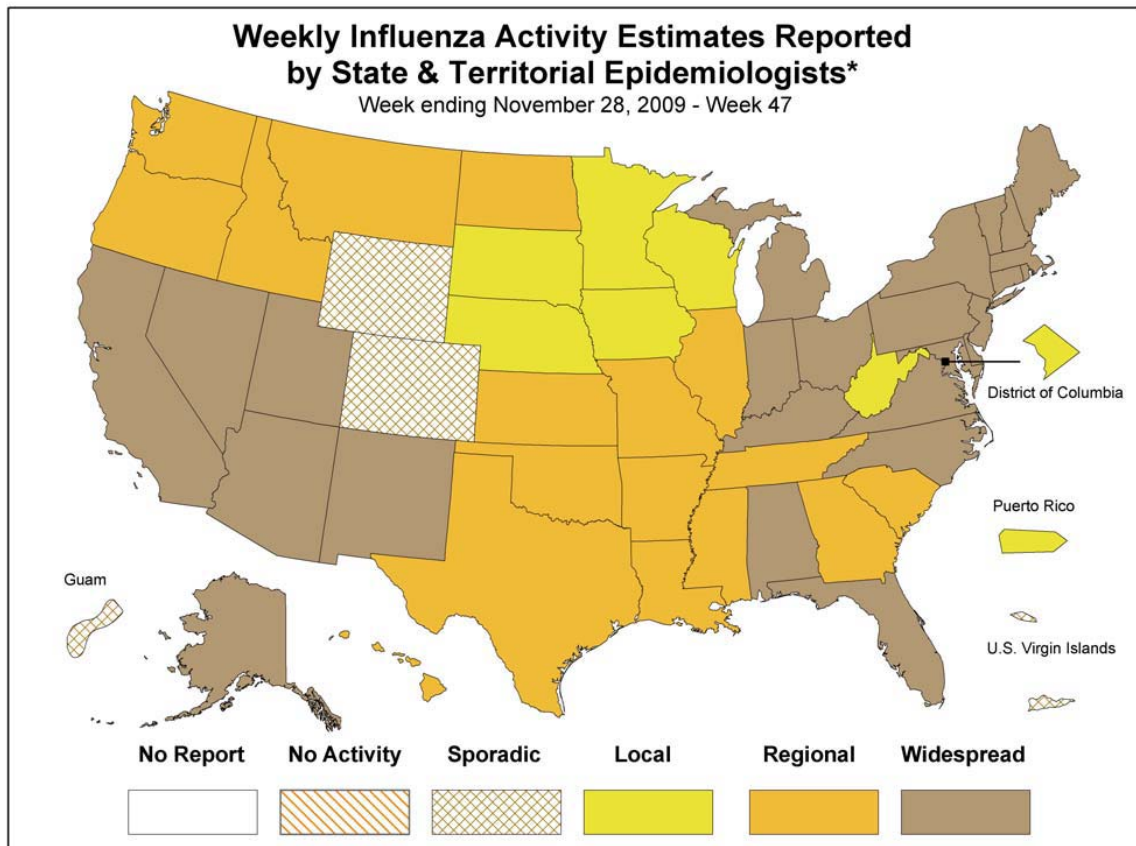 Weekly Influenza Activity Estimates Reported
by State & Territorial Epidemiologists*
Week ending November 28, 2009 - Week 47
District of Columbia
Puerto Rico
Guam
U.S. Virgin Islands
No Report No Activity Sporadic Local Regional Widespread